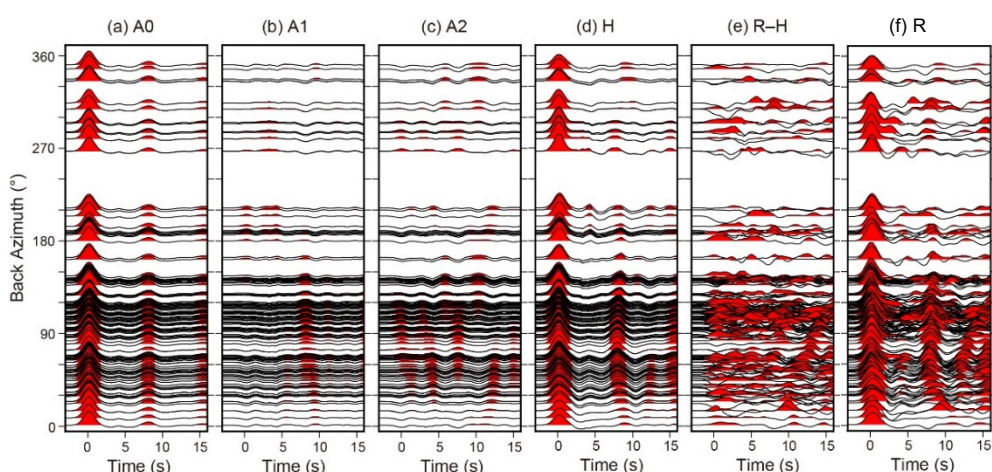 (a) A0 (b) A1 (c) A2 (d) H (e) R–H (f) R
Back Azimuth (°)
360
270
180
90
0
0 5 10 15 0 5 10 15 0 5 10 15 0 5 10 15 0 5 10 15 0 5 10 15
Time (s) Time (s) Time (s) Time (s) Time (s) Time (s)